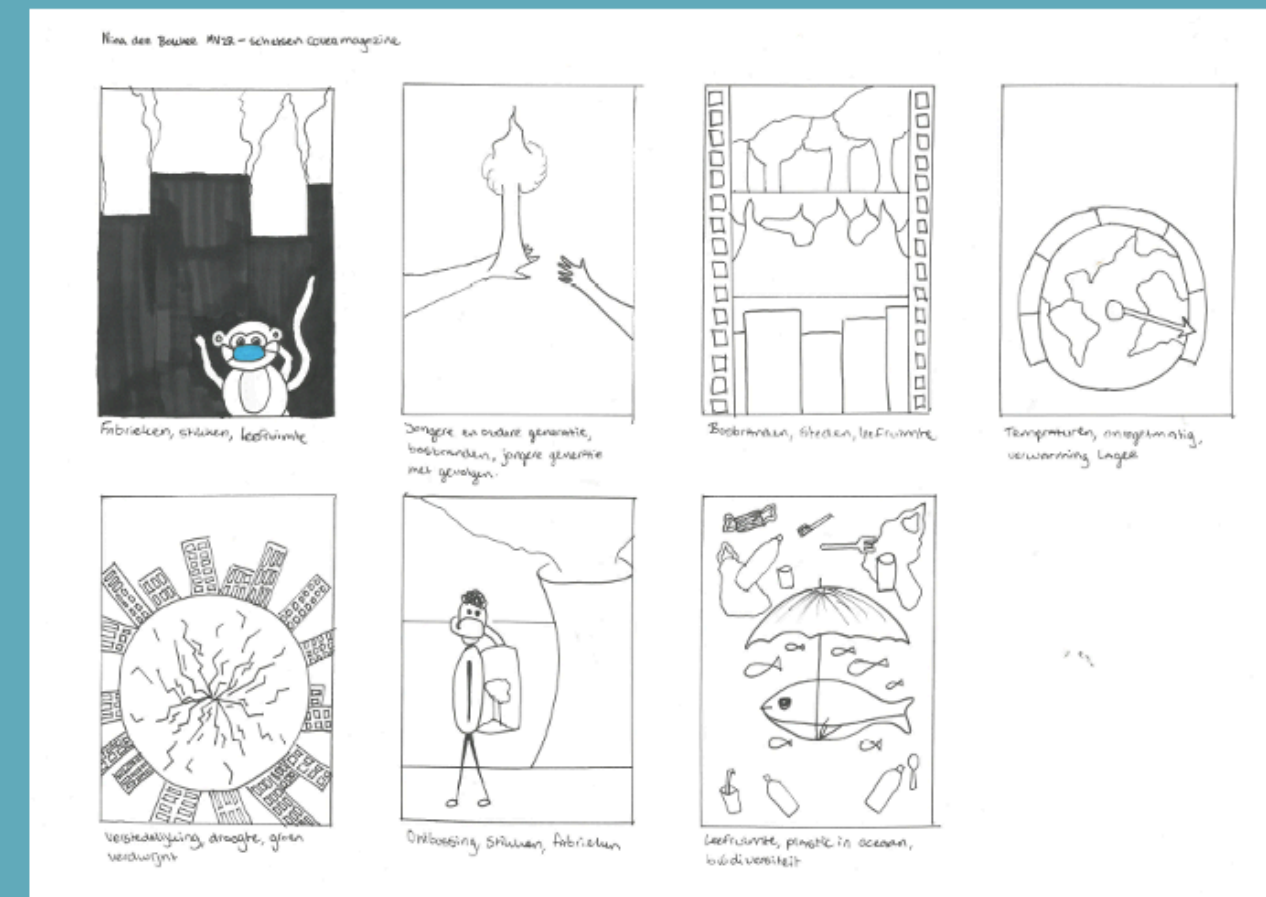 Nina den Bouwer MV2R - schetsen cover magazine
Fabrieken, stikken, leefruimte
Jongere en oudere generatie,
bosbranden, jongere generatie
met gevolgen.
Bosbranden, steden, leefruimte
Temperaturen,
verwarming Lager
Verstedelijking, droogte, groen
verdwijnt
Ontbossing, stikken, fabrieken
Leefruimte, plastic in oceaan,
biodiversiteit